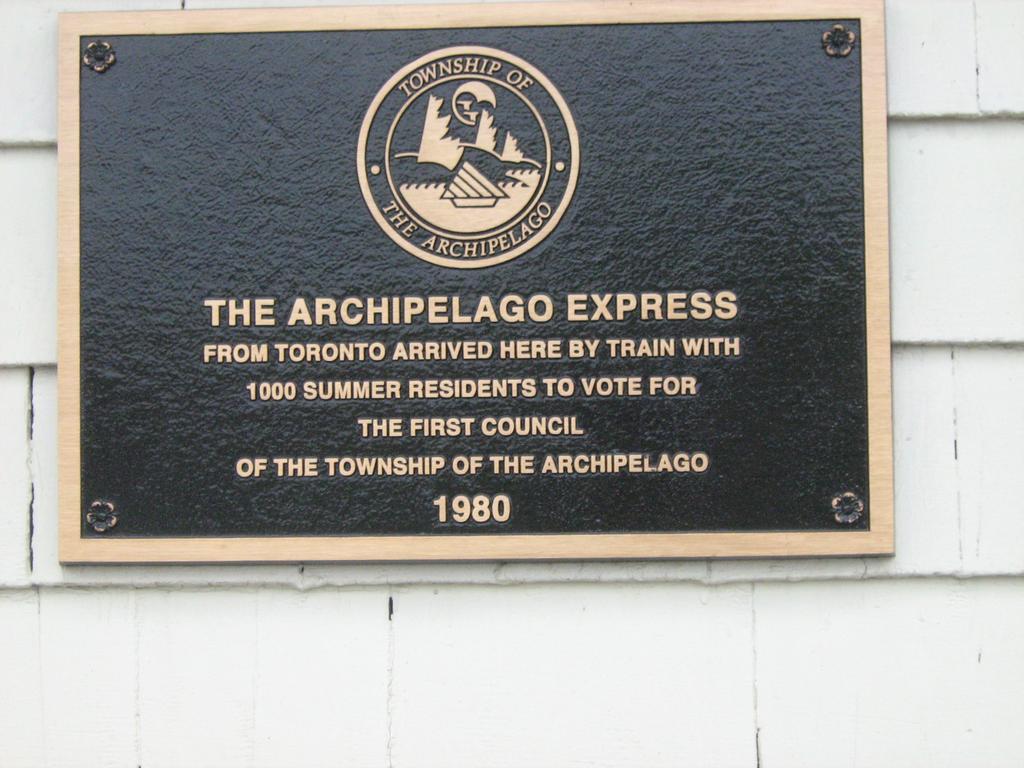 TOWNSHIP OF
THE ARCHIPELAGO
THE ARCHIPELAGO EXPRESS
FROM TORONTO ARRIVED HERE BY TRAIN WITH
1000 SUMMER RESIDENTS TO VOTE FOR
THE FIRST COUNCIL
OF THE TOWNSHIP OF THE ARCHIPELAGO
1980